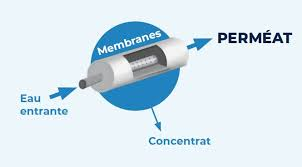 Membranes
PERMÉAT
Eau
entrante
Concentrat